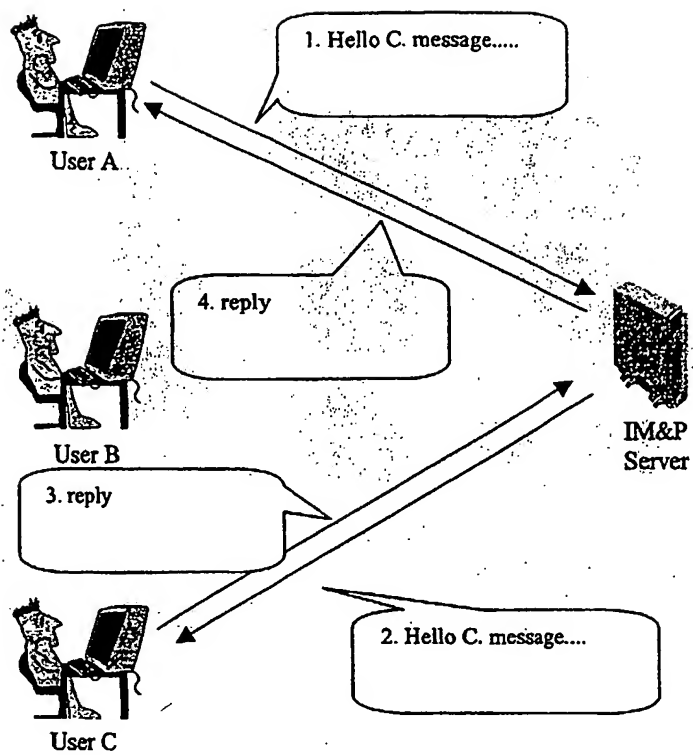 1. Hello C. message.....
User A
4. reply
User B
IM&P
Server
3. reply
2. Hello C. message....
User C